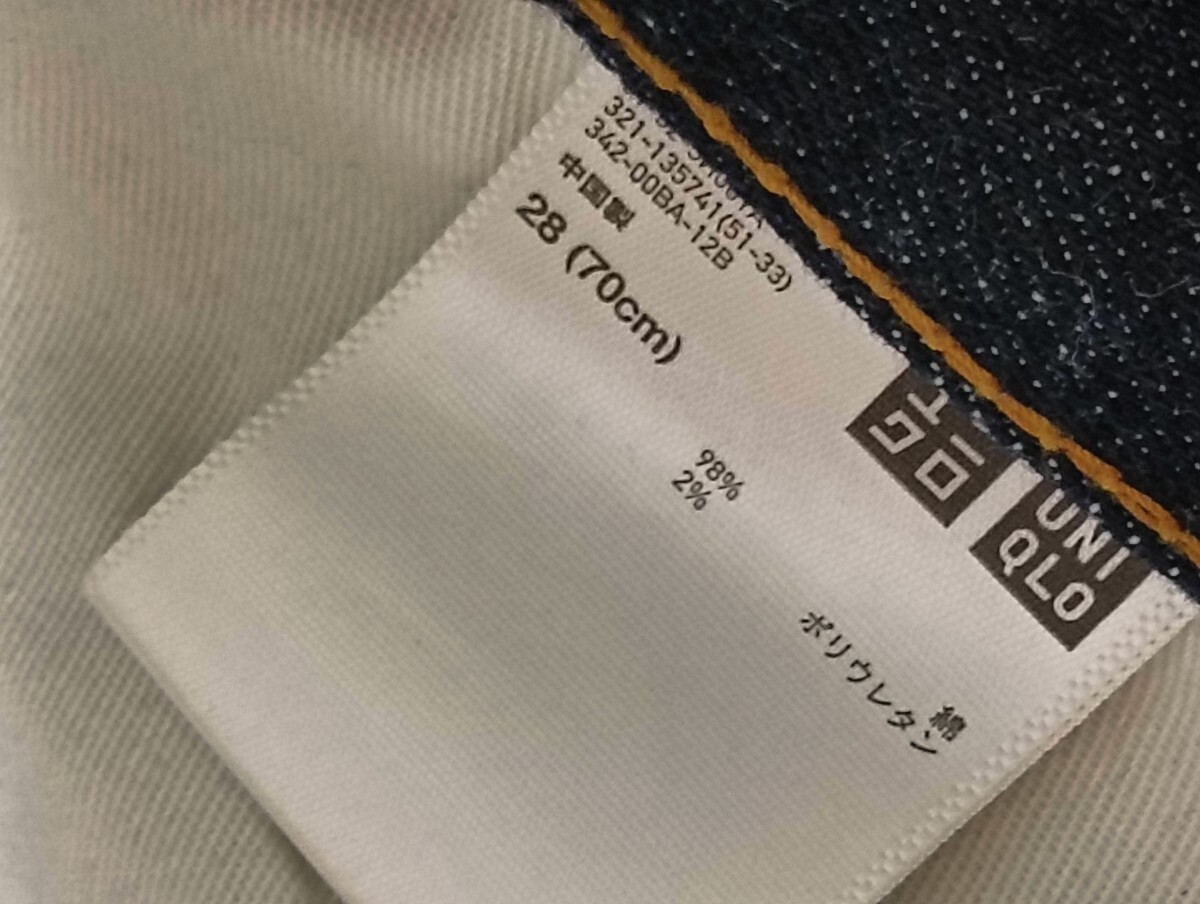 321-135741(51-33)
342-00BA-12B
中国製
28 (70cm)
ユニ
クロ
UNI
QLO
綿 98%
ポリウレタン 2%